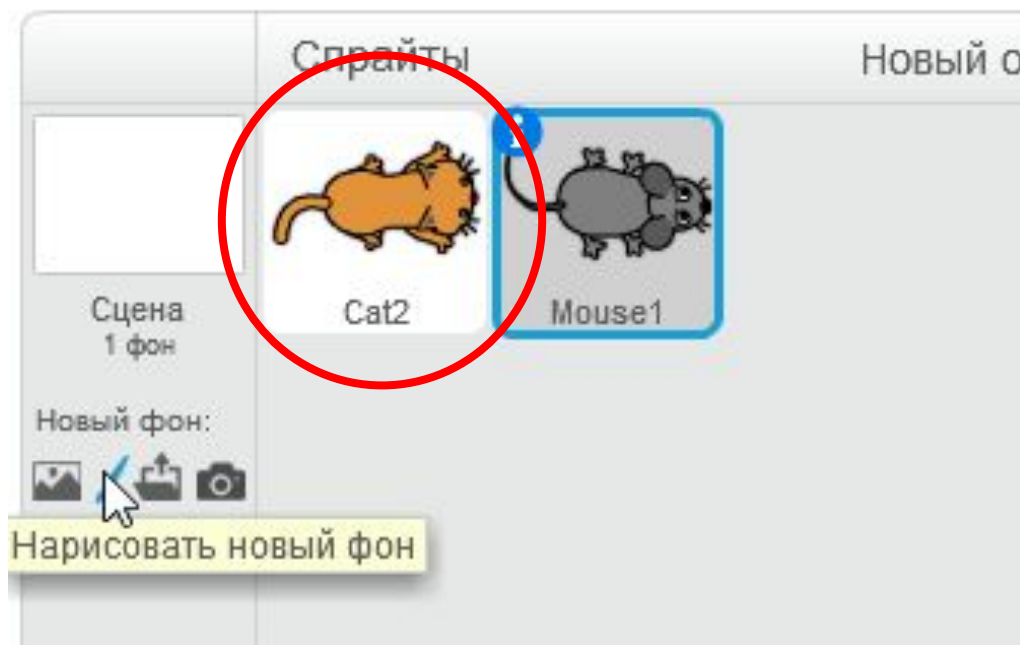 Спрайты
Новый о
Cat2
Mouse1
Сцена
1 фон
Новый фон:
Нарисовать новый фон